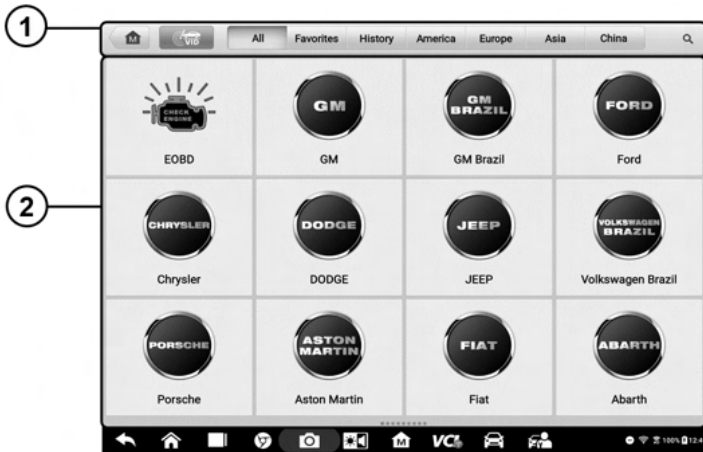 1
VID All Favorites History America Europe Asia China
2
CHECK ENGINE GM GM BRAZIL FORD
EOBD GM GM Brazil Ford
CHRYSLER DODGE JEEP VOLKSWAGEN BRAZIL
Chrysler DODGE JEEP Volkswagen Brazil
PORSCHE ASTON MARTIN FIAT ABARTH
Porsche Aston Martin Fiat Abarth
M VCI 100%